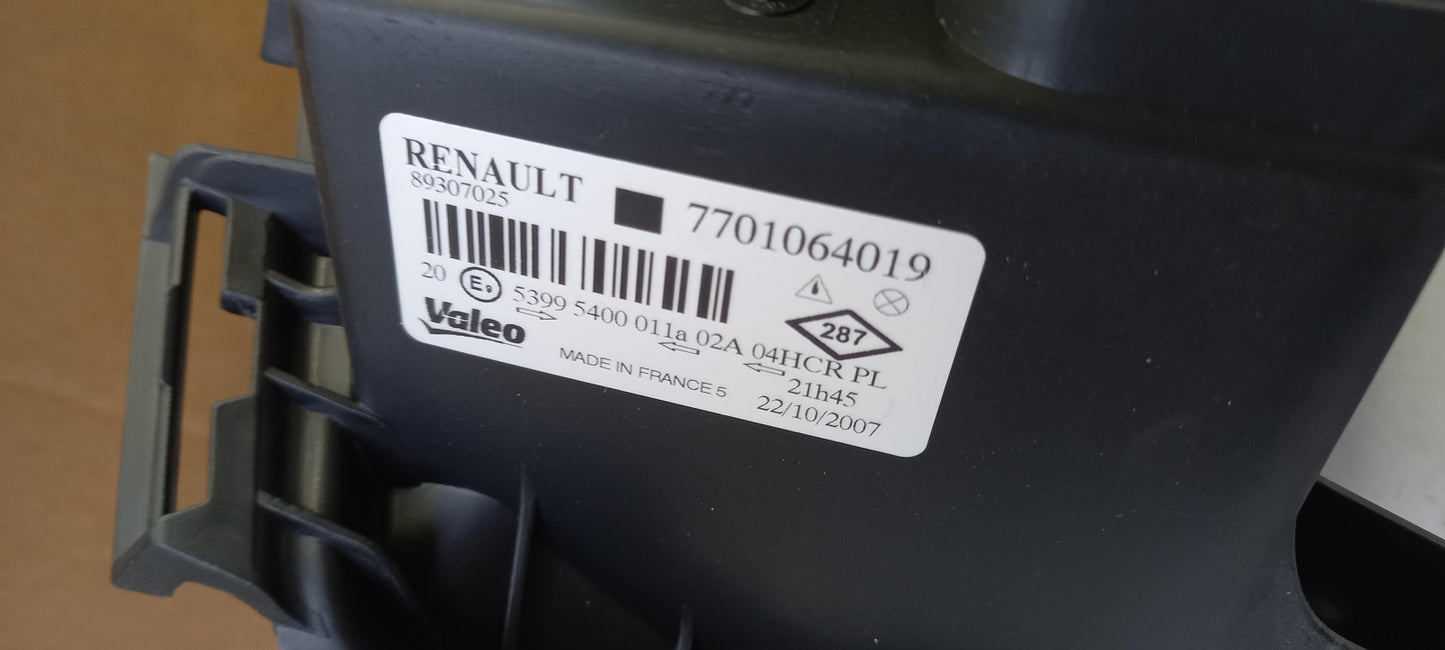 RENAULT 7701064019
89307025
20 E9 5399 5400 011a 02A 04HCR PL
287
Valeo
MADE IN FRANCE 5
21h45
22/10/2007